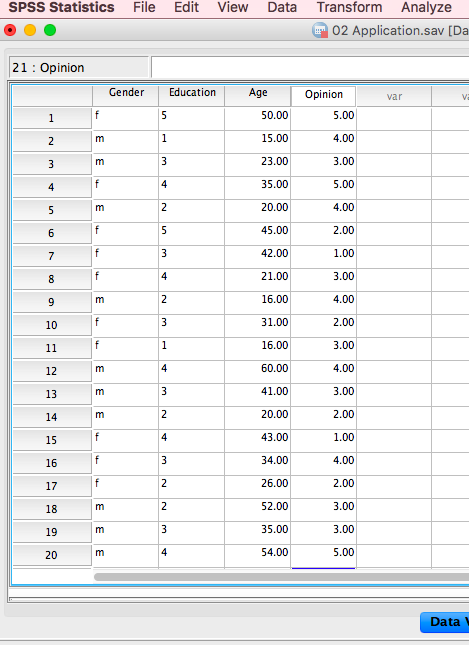 SPSS Statistics File Edit View Data Transform Analyze
02 Application.sav [Da
21 : Opinion
Gender Education Age Opinion var va
1 f 5 50.00 5.00
2 m 1 15.00 4.00
3 m 3 23.00 3.00
4 f 4 35.00 5.00
5 m 2 20.00 4.00
6 f 5 45.00 2.00
7 f 3 42.00 1.00
8 f 4 21.00 3.00
9 m 2 16.00 4.00
10 f 3 31.00 2.00
11 f 1 16.00 3.00
12 m 4 60.00 4.00
13 m 3 41.00 3.00
14 m 2 20.00 2.00
15 f 4 43.00 1.00
16 f 3 34.00 4.00
17 f 2 26.00 2.00
18 m 2 52.00 3.00
19 m 3 35.00 3.00
20 m 4 54.00 5.00
Data V